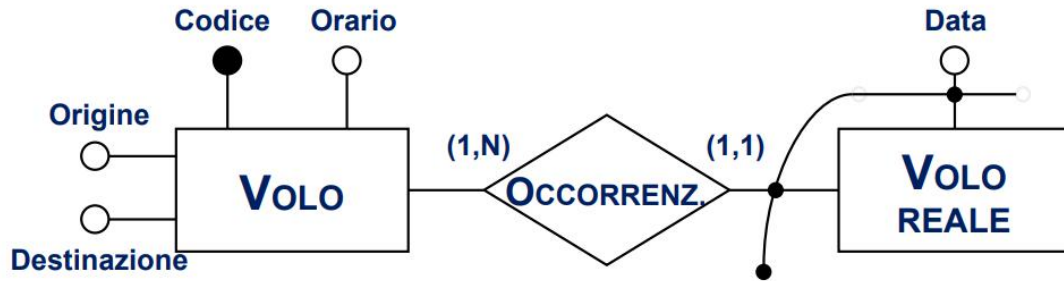 Codice
Orario
Data
Origine
(1,N)
(1,1)
VOLO
OCCORRENZ.
VOLO
REALE
Destinazione